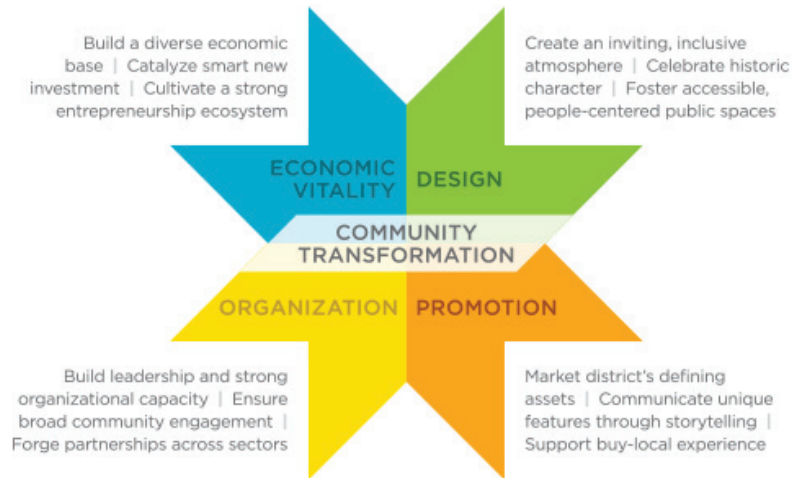 Build a diverse economic
base | Catalyze smart new
investment | Cultivate a strong
entrepreneurship ecosystem
Create an inviting, inclusive
atmosphere | Celebrate historic
character | Foster accessible,
people-centered public spaces
ECONOMIC
VITALITY
DESIGN
COMMUNITY
TRANSFORMATION
ORGANIZATION
PROMOTION
Build leadership and strong
organizational capacity | Ensure
broad community engagement |
Forge partnerships across sectors
Market district's defining
assets | Communicate unique
features through storytelling |
Support buy-local experience